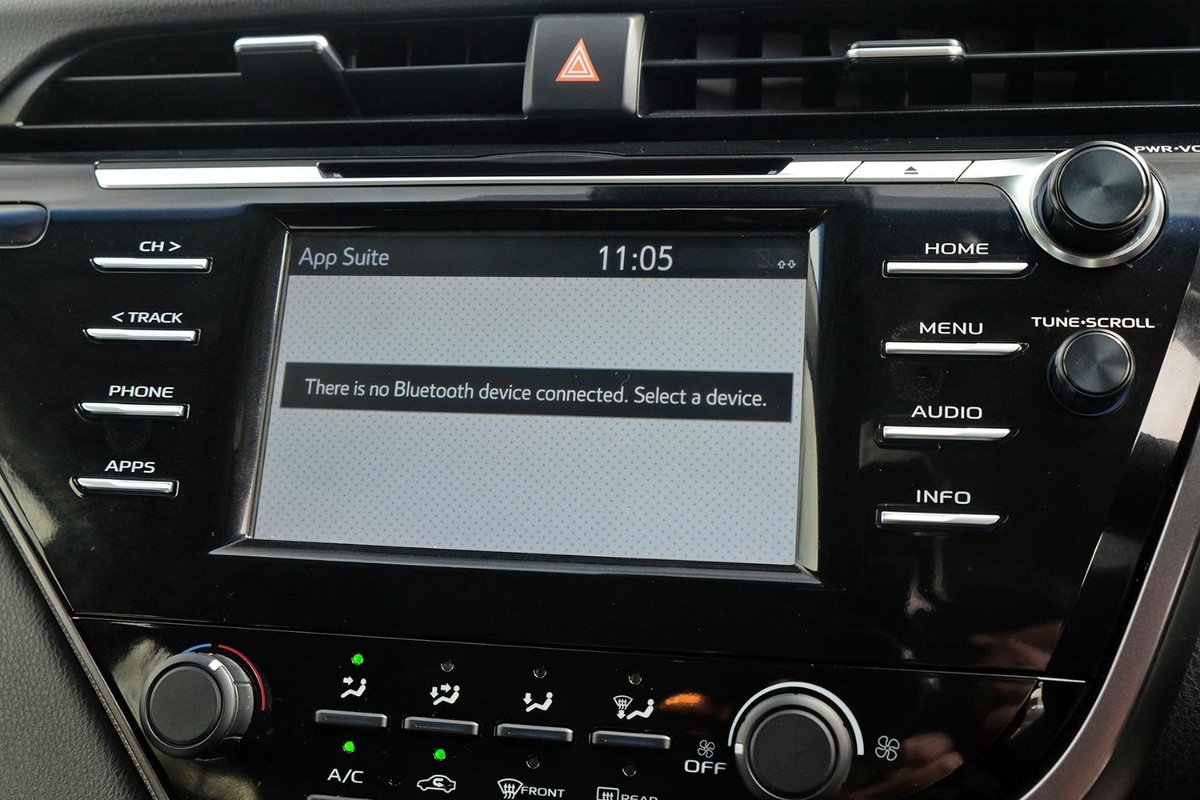 PWR•VO
CH >
App Suite
11:05
HOME
< TRACK
MENU
TUNE•SCROLL
There is no Bluetooth device connected. Select a device.
PHONE
AUDIO
APPS
INFO
OFF
A/C
FRONT
REAR